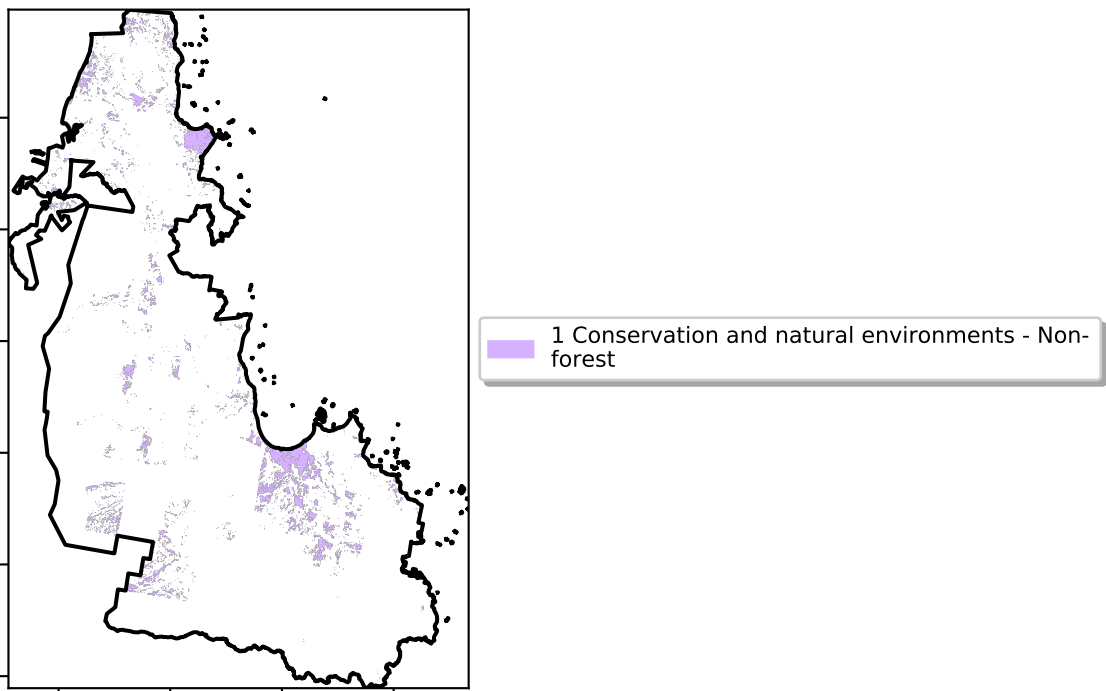 1 Conservation and natural environments - Non-
forest